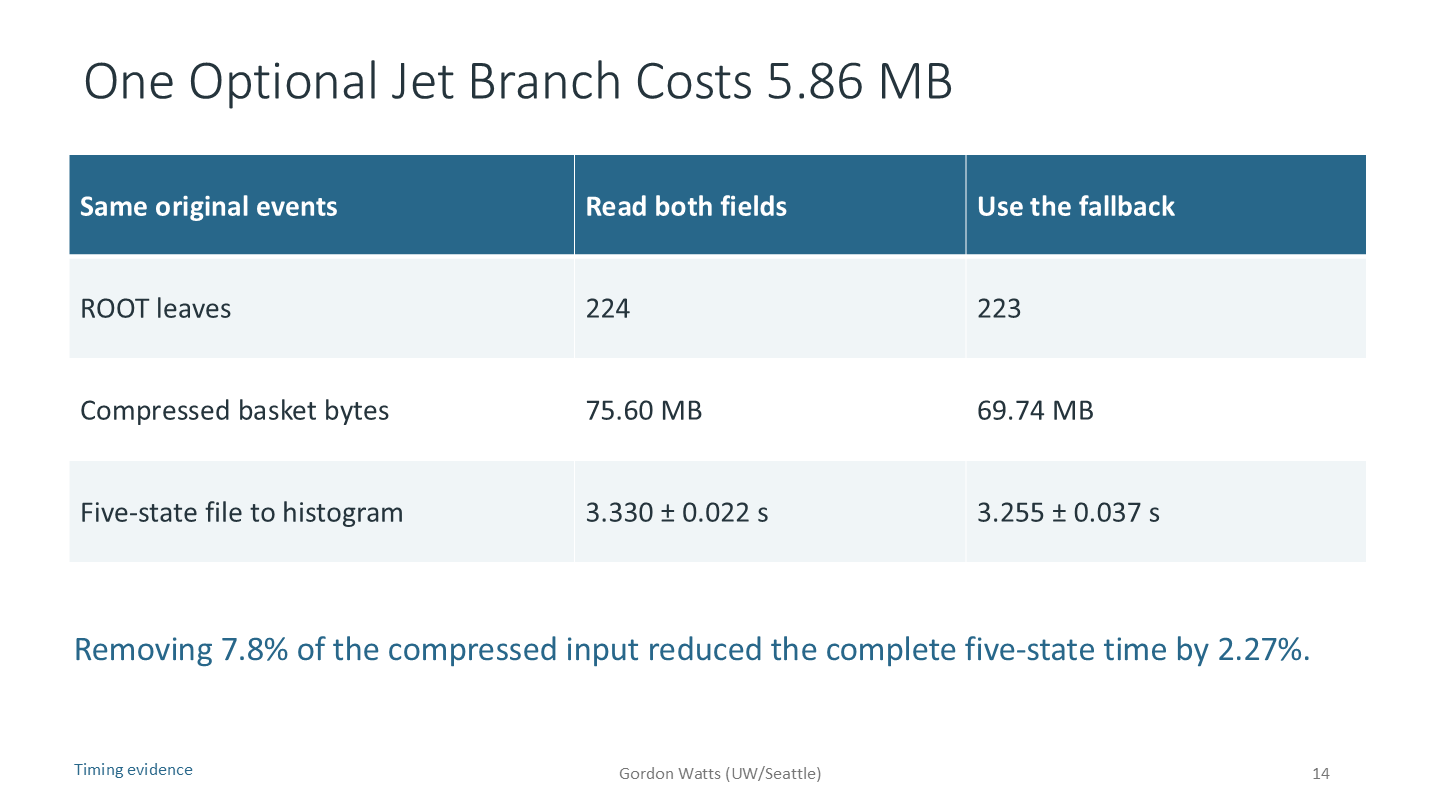 One Optional Jet Branch Costs 5.86 MB
Same original events Read both fields Use the fallback
ROOT leaves 224 223
Compressed basket bytes 75.60 MB 69.74 MB
Five-state file to histogram 3.330 ± 0.022 s 3.255 ± 0.037 s
Removing 7.8% of the compressed input reduced the complete five-state time by 2.27%.
Timing evidence Gordon Watts (UW/Seattle) 14